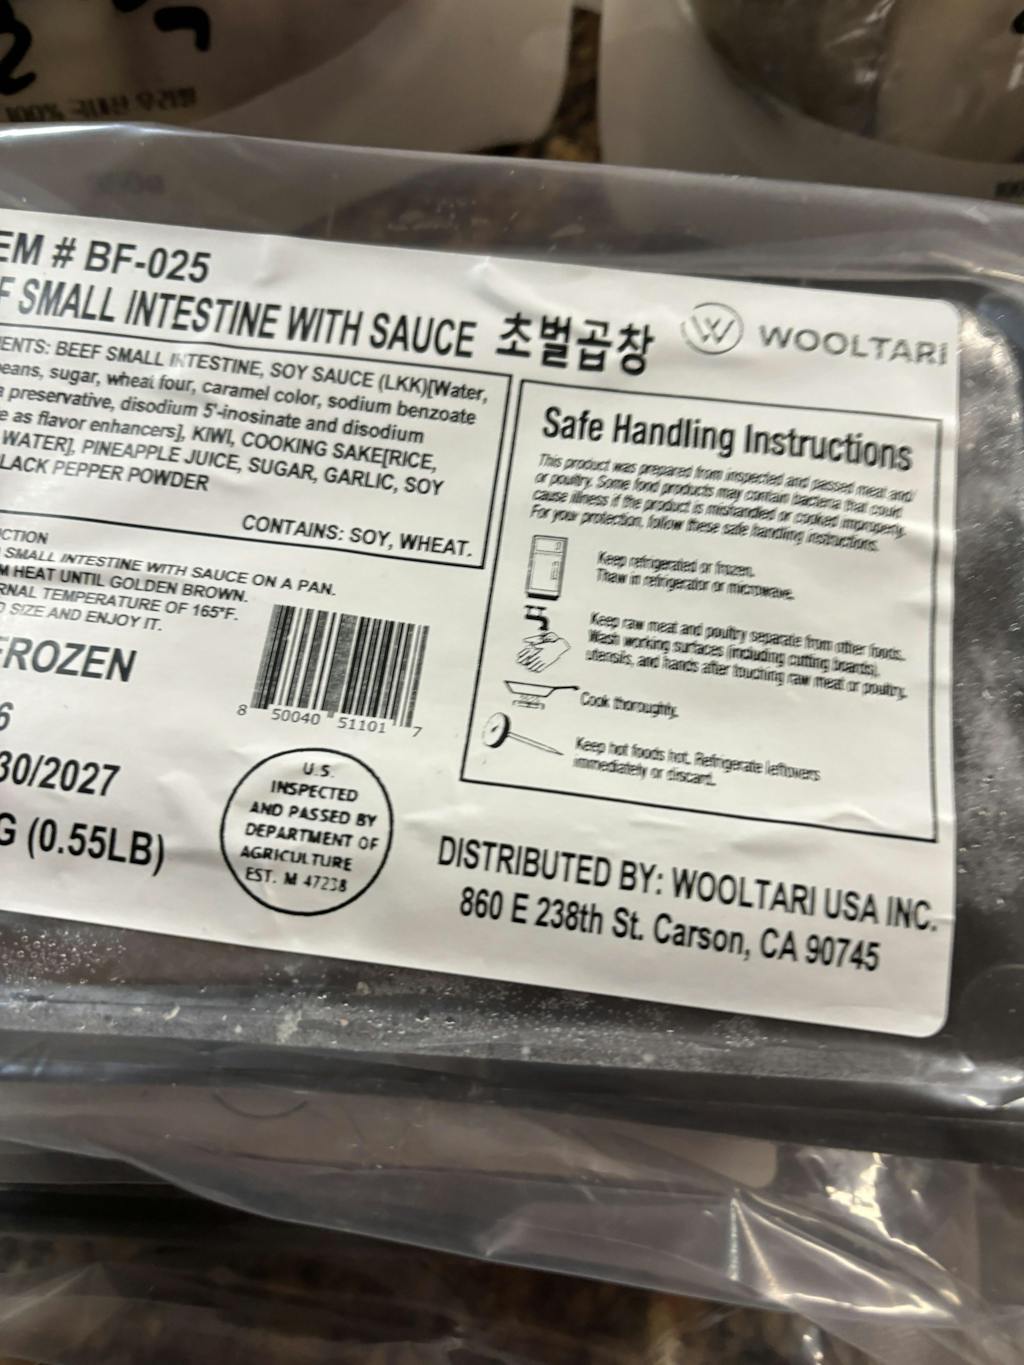 100% 국내산 우리쌀
EM # BF-025
F SMALL INTESTINE WITH SAUCE 초벌곱창
WOOLTARI
ENTS: BEEF SMALL INTESTINE, SOY SAUCE (LKK)[Water,
eans, sugar, wheat four, caramel color, sodium benzoate
a preservative, disodium 5'-inosinate and disodium
e as flavor enhancers], KIWI, COOKING SAKE[RICE,
WATER], PINEAPPLE JUICE, SUGAR, GARLIC, SOY
LACK PEPPER POWDER
CONTAINS: SOY, WHEAT.
CTION
SMALL INTESTINE WITH SAUCE ON A PAN.
M HEAT UNTIL GOLDEN BROWN.
RNAL TEMPERATURE OF 165°F.
D SIZE AND ENJOY IT.
FROZEN
6
30/2027
G (0.55LB)
8 50040 51101 7
U.S.
INSPECTED
AND PASSED BY
DEPARTMENT OF
AGRICULTURE
EST. M 47238
Safe Handling Instructions
This product was prepared from inspected and passed meat and/
or poultry. Some food products may contain bacteria that could
cause illness if the product is mishandled or cooked improperly.
For your protection, follow these safe handling instructions.
Keep refrigerated or frozen.
Thaw in refrigerator or microwave.
Keep raw meat and poultry separate from other foods.
Wash working surfaces (including cutting boards),
utensils, and hands after touching raw meat or poultry.
Cook thoroughly.
Keep hot foods hot. Refrigerate leftovers
immediately or discard.
DISTRIBUTED BY: WOOLTARI USA INC.
860 E 238th St. Carson, CA 90745